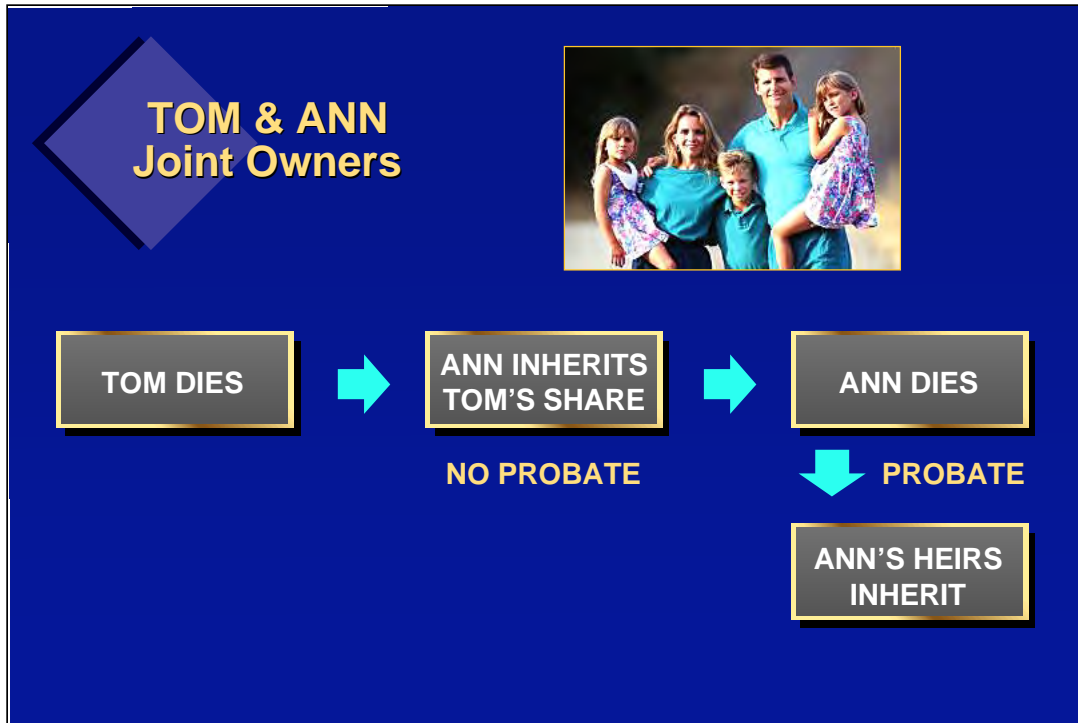 TOM & ANN
Joint Owners
TOM DIES
ANN INHERITS
TOM’S SHARE
ANN DIES
NO PROBATE
PROBATE
ANN’S HEIRS
INHERIT